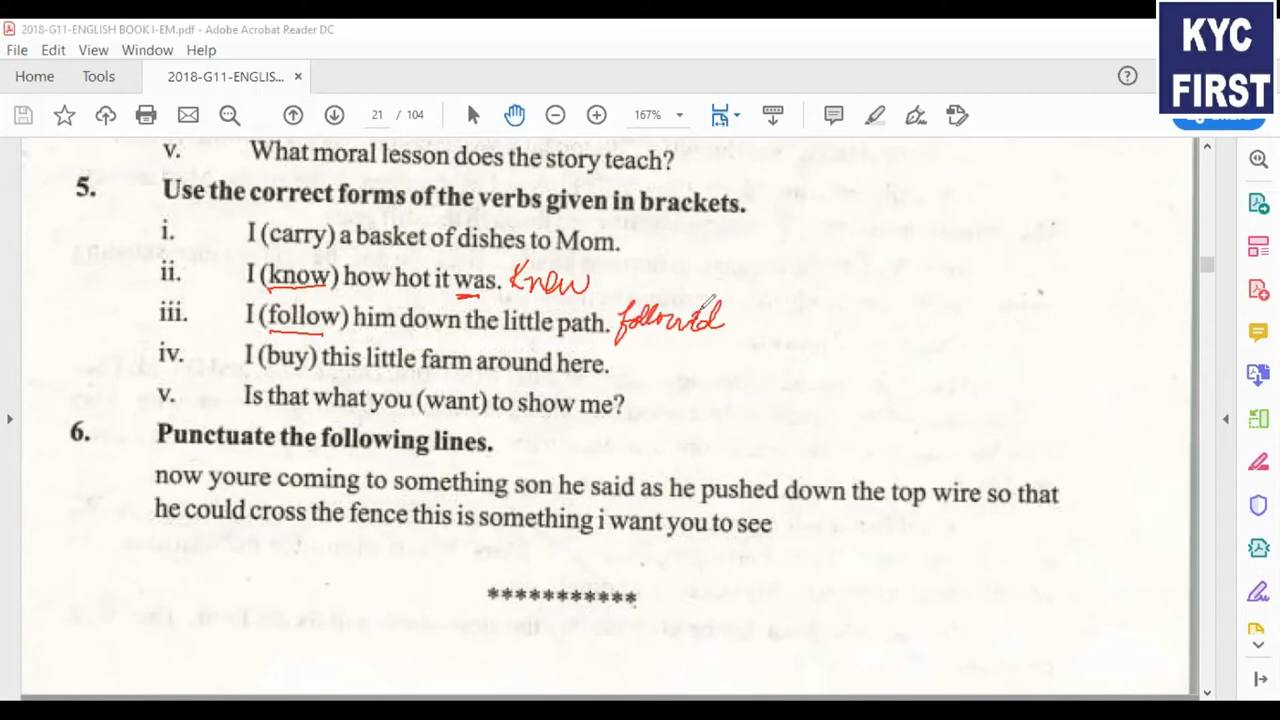 2018-G11-ENGLISH BOOK I-EM.pdf - Adobe Acrobat Reader DC
KYC
FIRST
File Edit View Window Help
Home Tools 2018-G11-ENGLIS... ×
21 / 104 167%
v. What moral lesson does the story teach?
5. Use the correct forms of the verbs given in brackets.
i. I (carry) a basket of dishes to Mom.
ii. I (know) how hot it was. Knew
iii. I (follow) him down the little path. followed
iv. I (buy) this little farm around here.
v. Is that what you (want) to show me?
6. Punctuate the following lines.
now youre coming to something son he said as he pushed down the top wire so that
he could cross the fence this is something i want you to see
***********